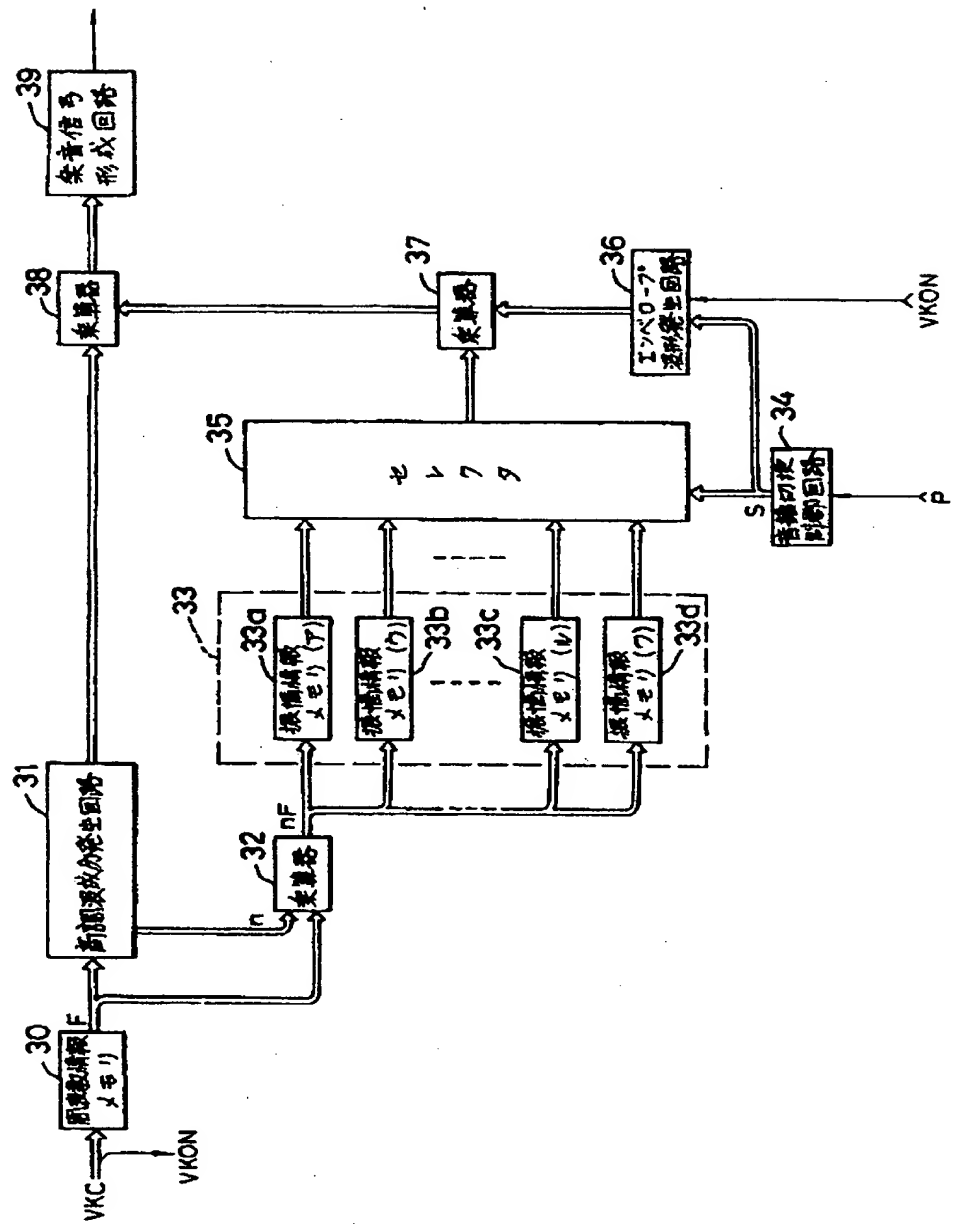 VKC
VKON
30
周波数情報
メモリ
F
31
高調波成分発生回路
n
32
乗算器
nF
33
33a
振幅情報
メモリ(ア)
33b
振幅情報
メモリ(ウ)
33c
振幅情報
メモリ(ル)
33d
振幅情報
メモリ(ワ)
35
セレクタ
S
34
音権切換
制御回路
P
36
エンベロープ
波形発生回路
VKON
37
乗算器
38
乗算器
39
楽音信号
形成回路